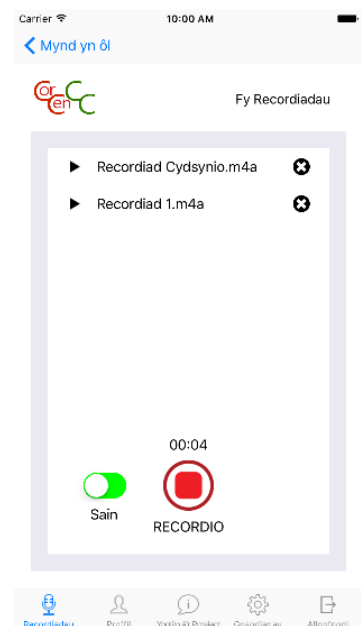 Carrier 10:00 AM
Mynd yn ôl
CorCenCC
Fy Recordiadau
Recordiad Cydsynio.m4a
Recordiad 1.m4a
00:04
Sain
RECORDIO
Recordiadau Proffil Gosodiadau Allgofnodi